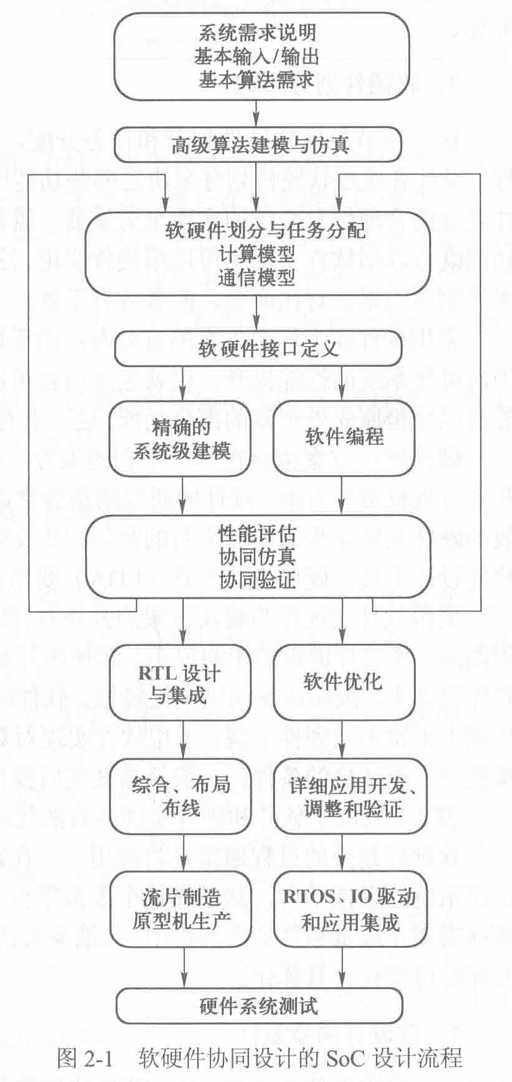 系统需求说明
基本输入/输出
基本算法需求
高级算法建模与仿真
软硬件划分与任务分配
计算模型
通信模型
软硬件接口定义
精确的
系统级建模
软件编程
性能评估
协同仿真
协同验证
RTL 设计
与集成
软件优化
综合、布局
布线
详细应用开发、
调整和验证
流片制造
原型机生产
RTOS、I/O 驱动
和应用集成
硬件系统测试
图 2-1 软硬件协同设计的 SoC 设计流程